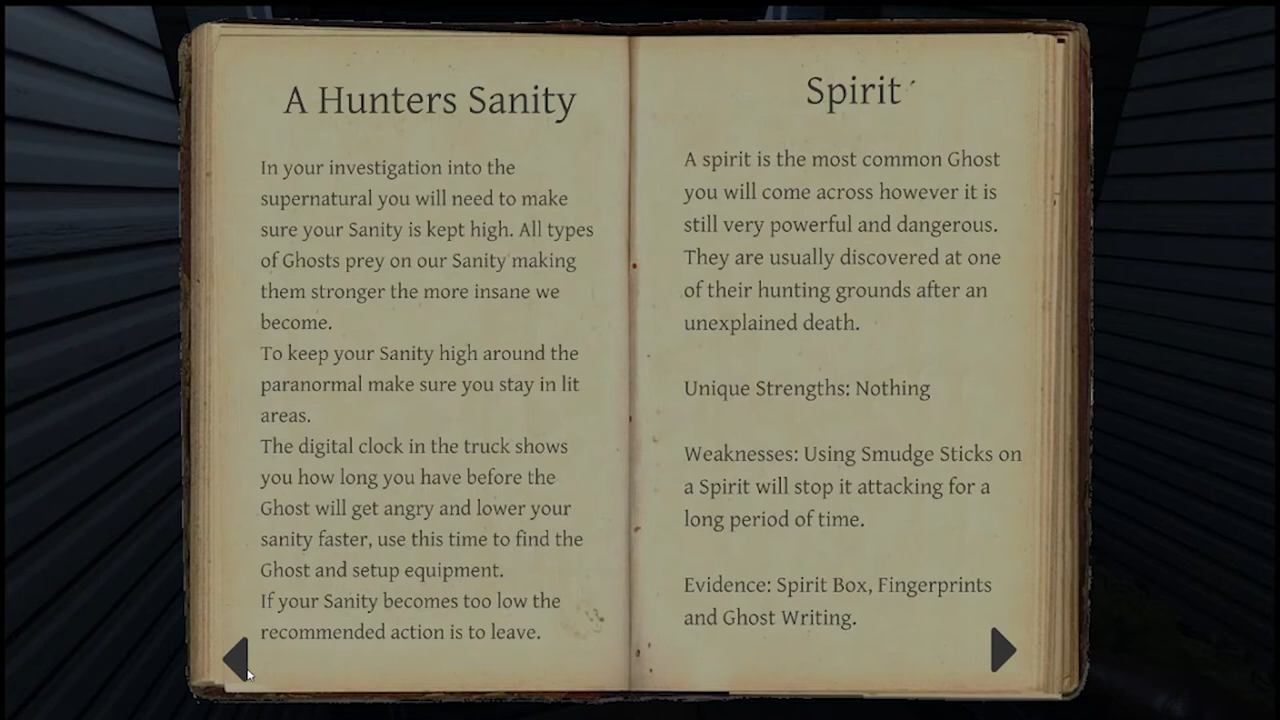 A Hunters Sanity
In your investigation into the
supernatural you will need to make
sure your Sanity is kept high. All types
of Ghosts prey on our Sanity making
them stronger the more insane we
become.
To keep your Sanity high around the
paranormal make sure you stay in lit
areas.
The digital clock in the truck shows
you how long you have before the
Ghost will get angry and lower your
sanity faster, use this time to find the
Ghost and setup equipment.
If your Sanity becomes too low the
recommended action is to leave.
Spirit
A spirit is the most common Ghost
you will come across however it is
still very powerful and dangerous.
They are usually discovered at one
of their hunting grounds after an
unexplained death.
Unique Strengths: Nothing
Weaknesses: Using Smudge Sticks on
a Spirit will stop it attacking for a
long period of time.
Evidence: Spirit Box, Fingerprints
and Ghost Writing.